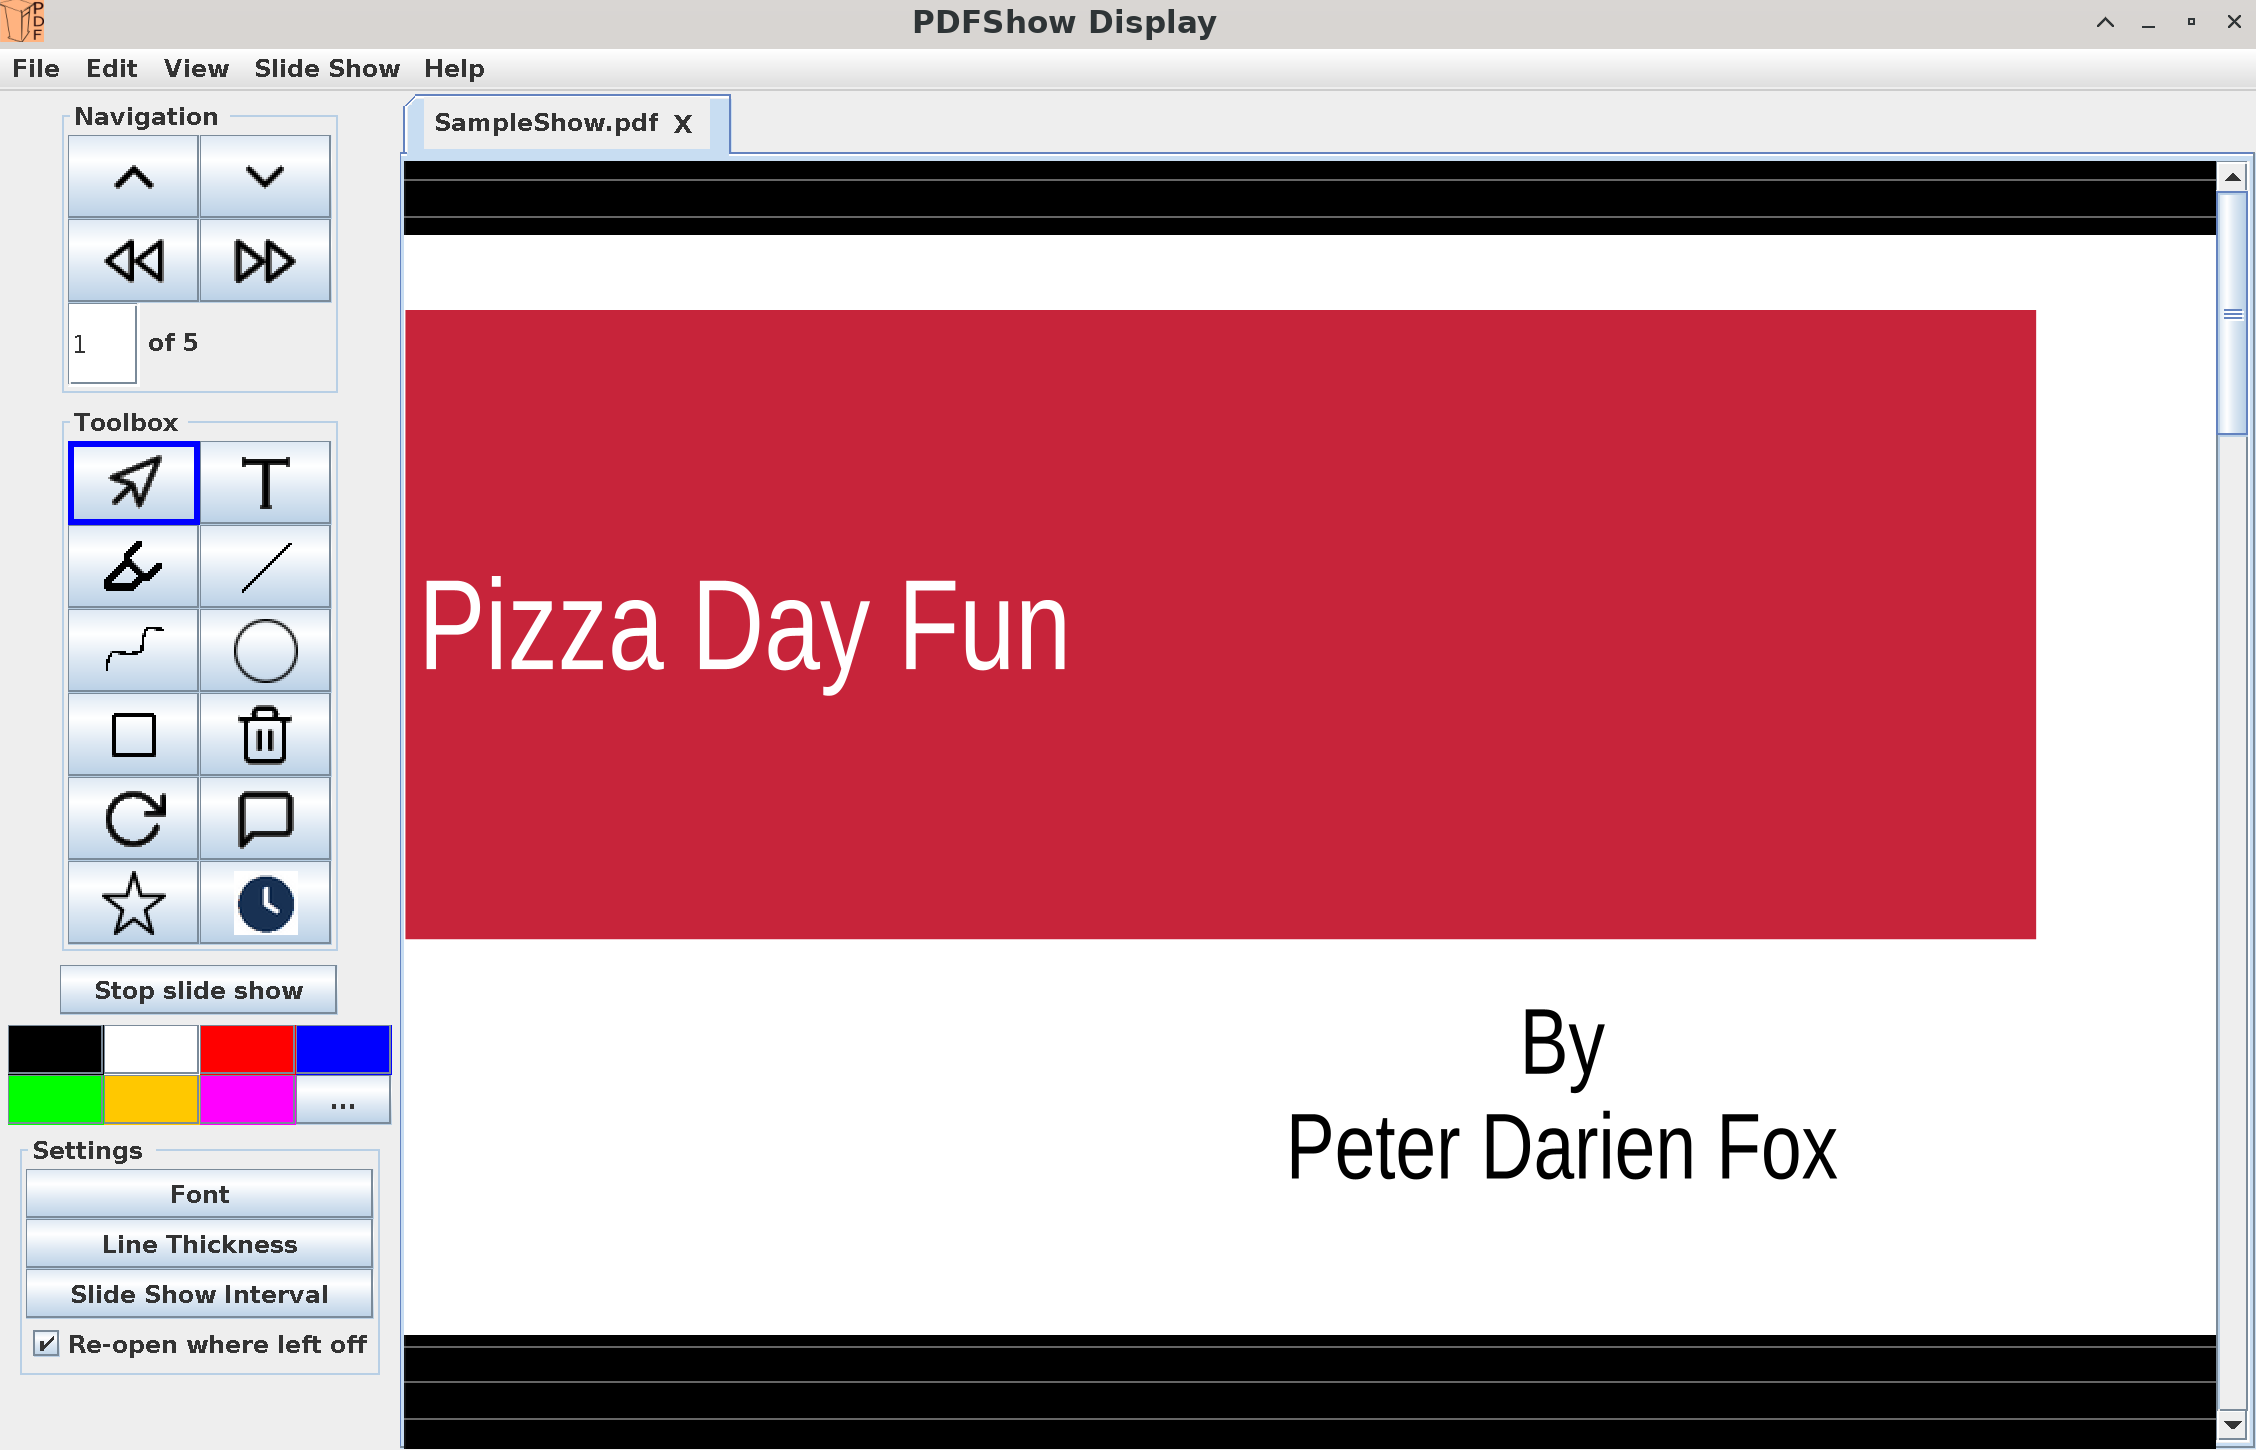 PDF
PDFShow Display
File Edit View Slide Show Help
Navigation
1 of 5
Toolbox
T
Stop slide show
...
Settings
Font
Line Thickness
Slide Show Interval
Re-open where left off
SampleShow.pdf X
Pizza Day Fun
By
Peter Darien Fox